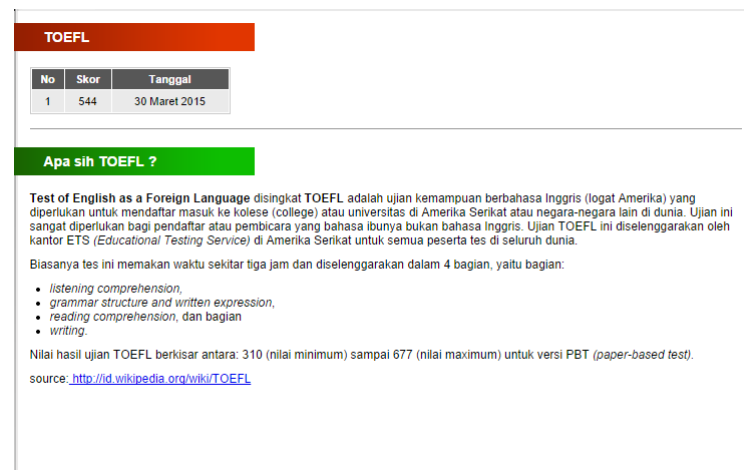 TOEFL
No Skor Tanggal
1 544 30 Maret 2015
Apa sih TOEFL ?
Test of English as a Foreign Language disingkat TOEFL adalah ujian kemampuan berbahasa Inggris (logat Amerika) yang
diperlukan untuk mendaftar masuk ke kolese (college) atau universitas di Amerika Serikat atau negara-negara lain di dunia. Ujian ini
sangat diperlukan bagi pendaftar atau pembicara yang bahasa ibunya bukan bahasa Inggris. Ujian TOEFL ini diselenggarakan oleh
kantor ETS (Educational Testing Service) di Amerika Serikat untuk semua peserta tes di seluruh dunia.
Biasanya tes ini memakan waktu sekitar tiga jam dan diselenggarakan dalam 4 bagian, yaitu bagian:
• listening comprehension,
• grammar structure and written expression,
• reading comprehension, dan bagian
• writing.
Nilai hasil ujian TOEFL berkisar antara: 310 (nilai minimum) sampai 677 (nilai maximum) untuk versi PBT (paper-based test).
source: http://id.wikipedia.org/wiki/TOEFL